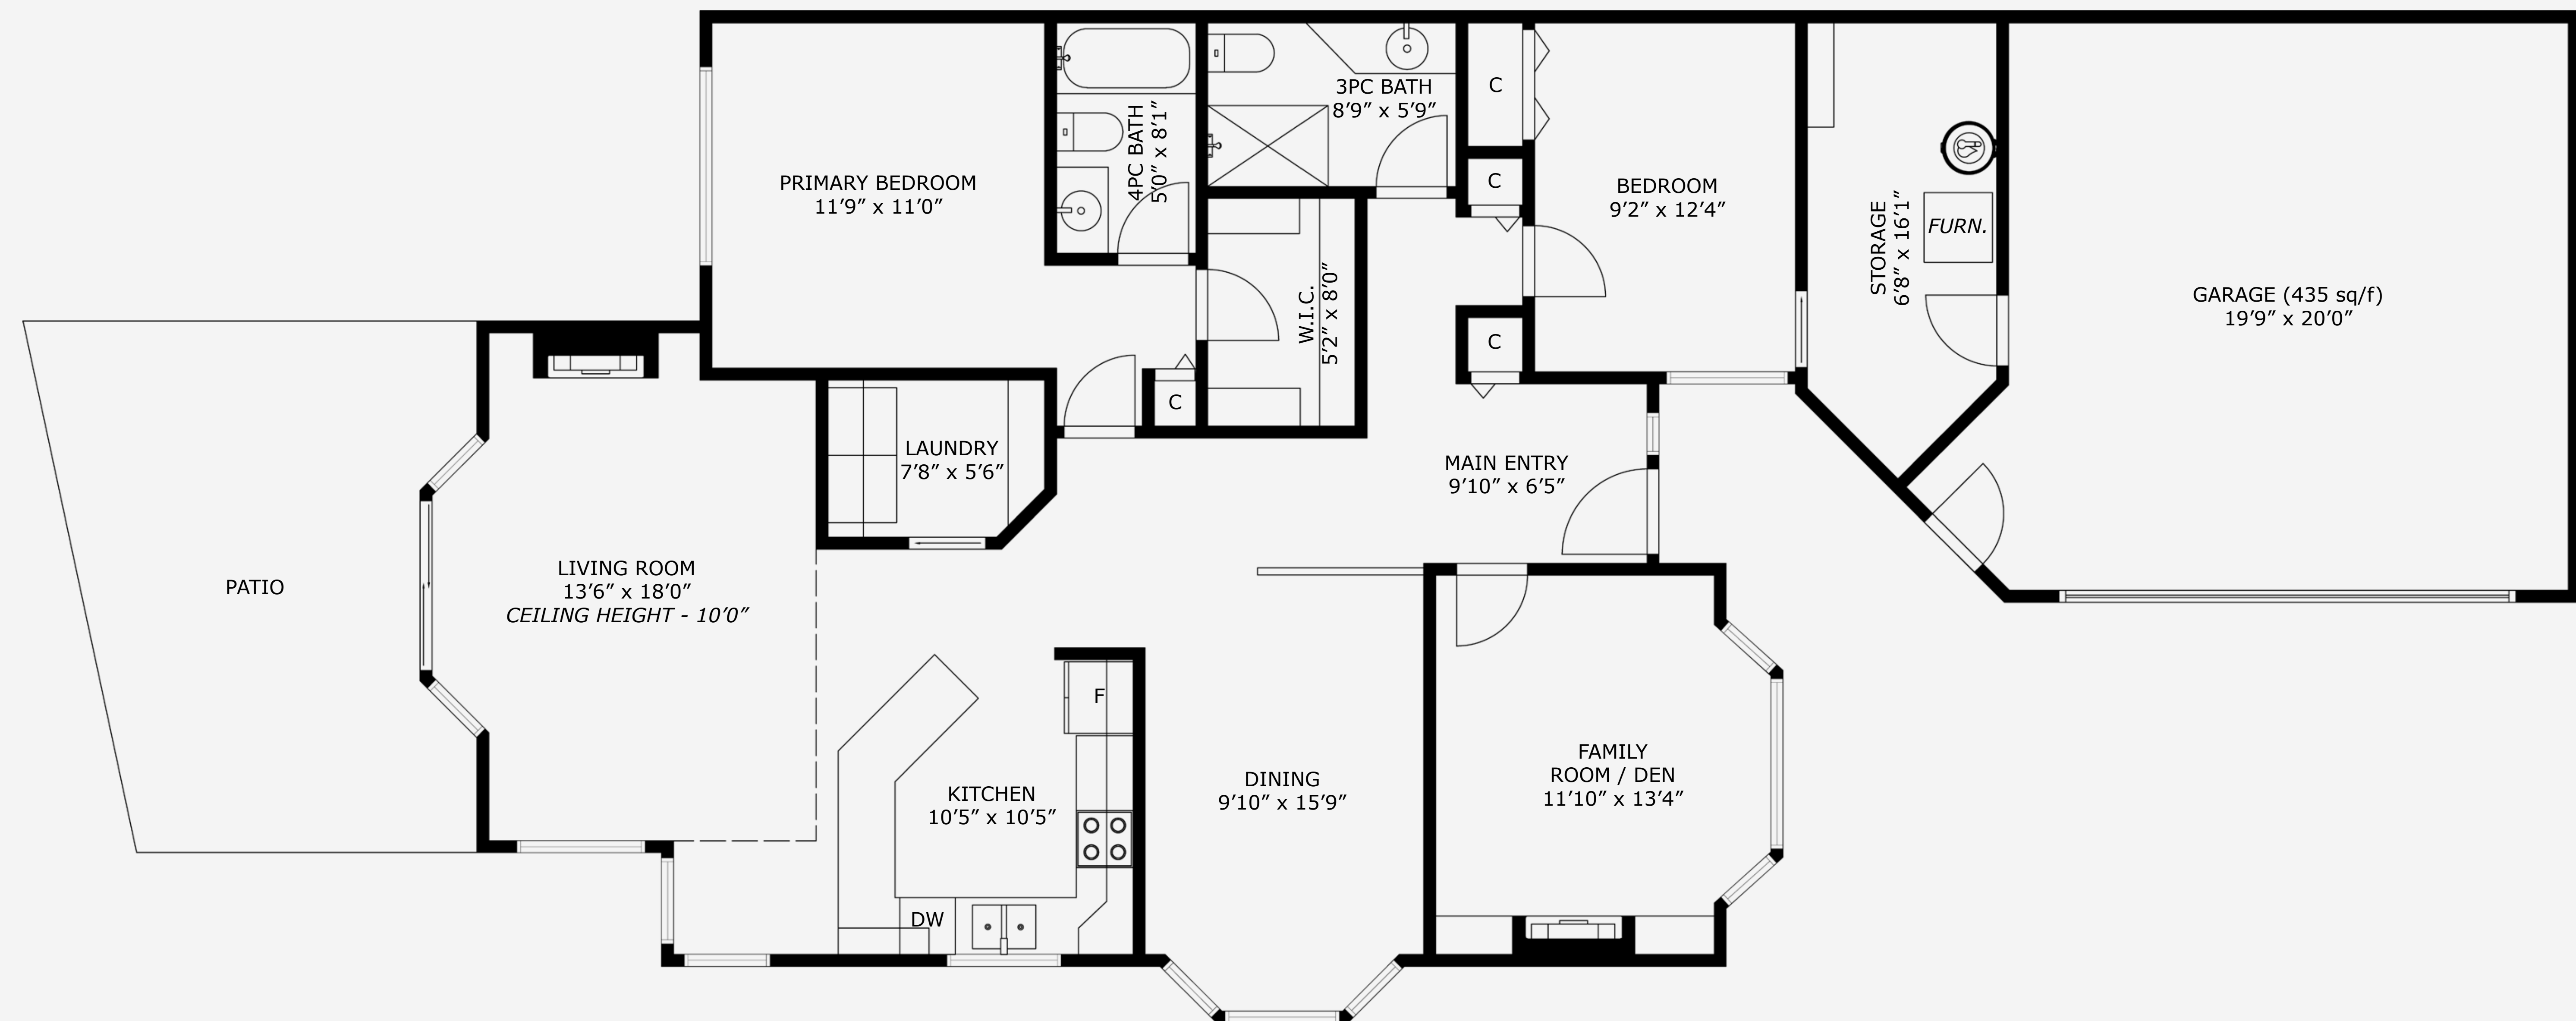 PRIMARY BEDROOM
11'9" x 11'0"
4PC BATH
5'0" x 8'1"
3PC BATH
8'9" x 5'9"
C
C
C
C
BEDROOM
9'2" x 12'4"
STORAGE
6'8" x 16'1"
FURN.
GARAGE (435 sq/f)
19'9" x 20'0"
W.I.C.
5'2" x 8'0"
LAUNDRY
7'8" x 5'6"
MAIN ENTRY
9'10" x 6'5"
PATIO
LIVING ROOM
13'6" x 18'0"
CEILING HEIGHT - 10'0"
F
KITCHEN
10'5" x 10'5"
DW
DINING
9'10" x 15'9"
FAMILY
ROOM / DEN
11'10" x 13'4"